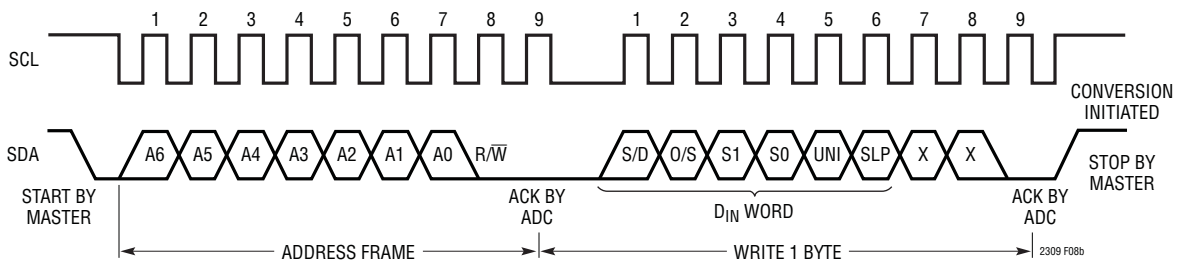 1 2 3 4 5 6 7 8 9 1 2 3 4 5 6 7 8 9
SCL
CONVERSION
INITIATED
SDA A6 A5 A4 A3 A2 A1 A0 R/W̅ S/D O/S S1 S0 UNI SLP X X
START BY
MASTER
ACK BY
ADC
DIN WORD
ACK BY
ADC
STOP BY
MASTER
ADDRESS FRAME
WRITE 1 BYTE
2309 F08b